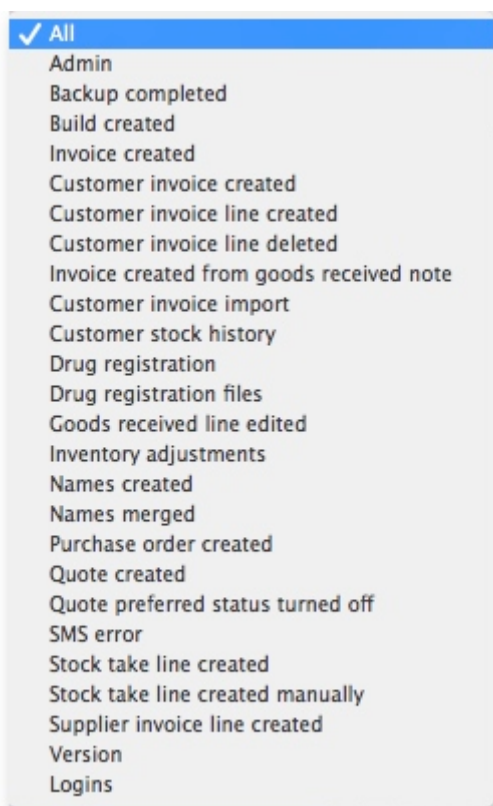 All
Admin
Backup completed
Build created
Invoice created
Customer invoice created
Customer invoice line created
Customer invoice line deleted
Invoice created from goods received note
Customer invoice import
Customer stock history
Drug registration
Drug registration files
Goods received line edited
Inventory adjustments
Names created
Names merged
Purchase order created
Quote created
Quote preferred status turned off
SMS error
Stock take line created
Stock take line created manually
Supplier invoice line created
Version
Logins